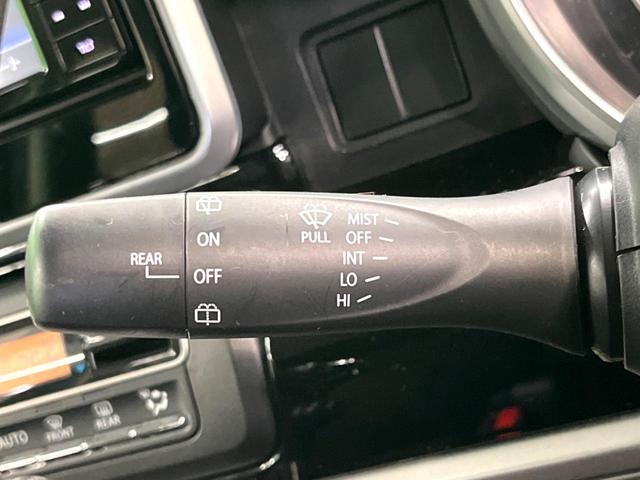 REAR
ON
OFF
PULL
MIST
OFF
INT
LO
HI
AUTO
FRONT
REAR